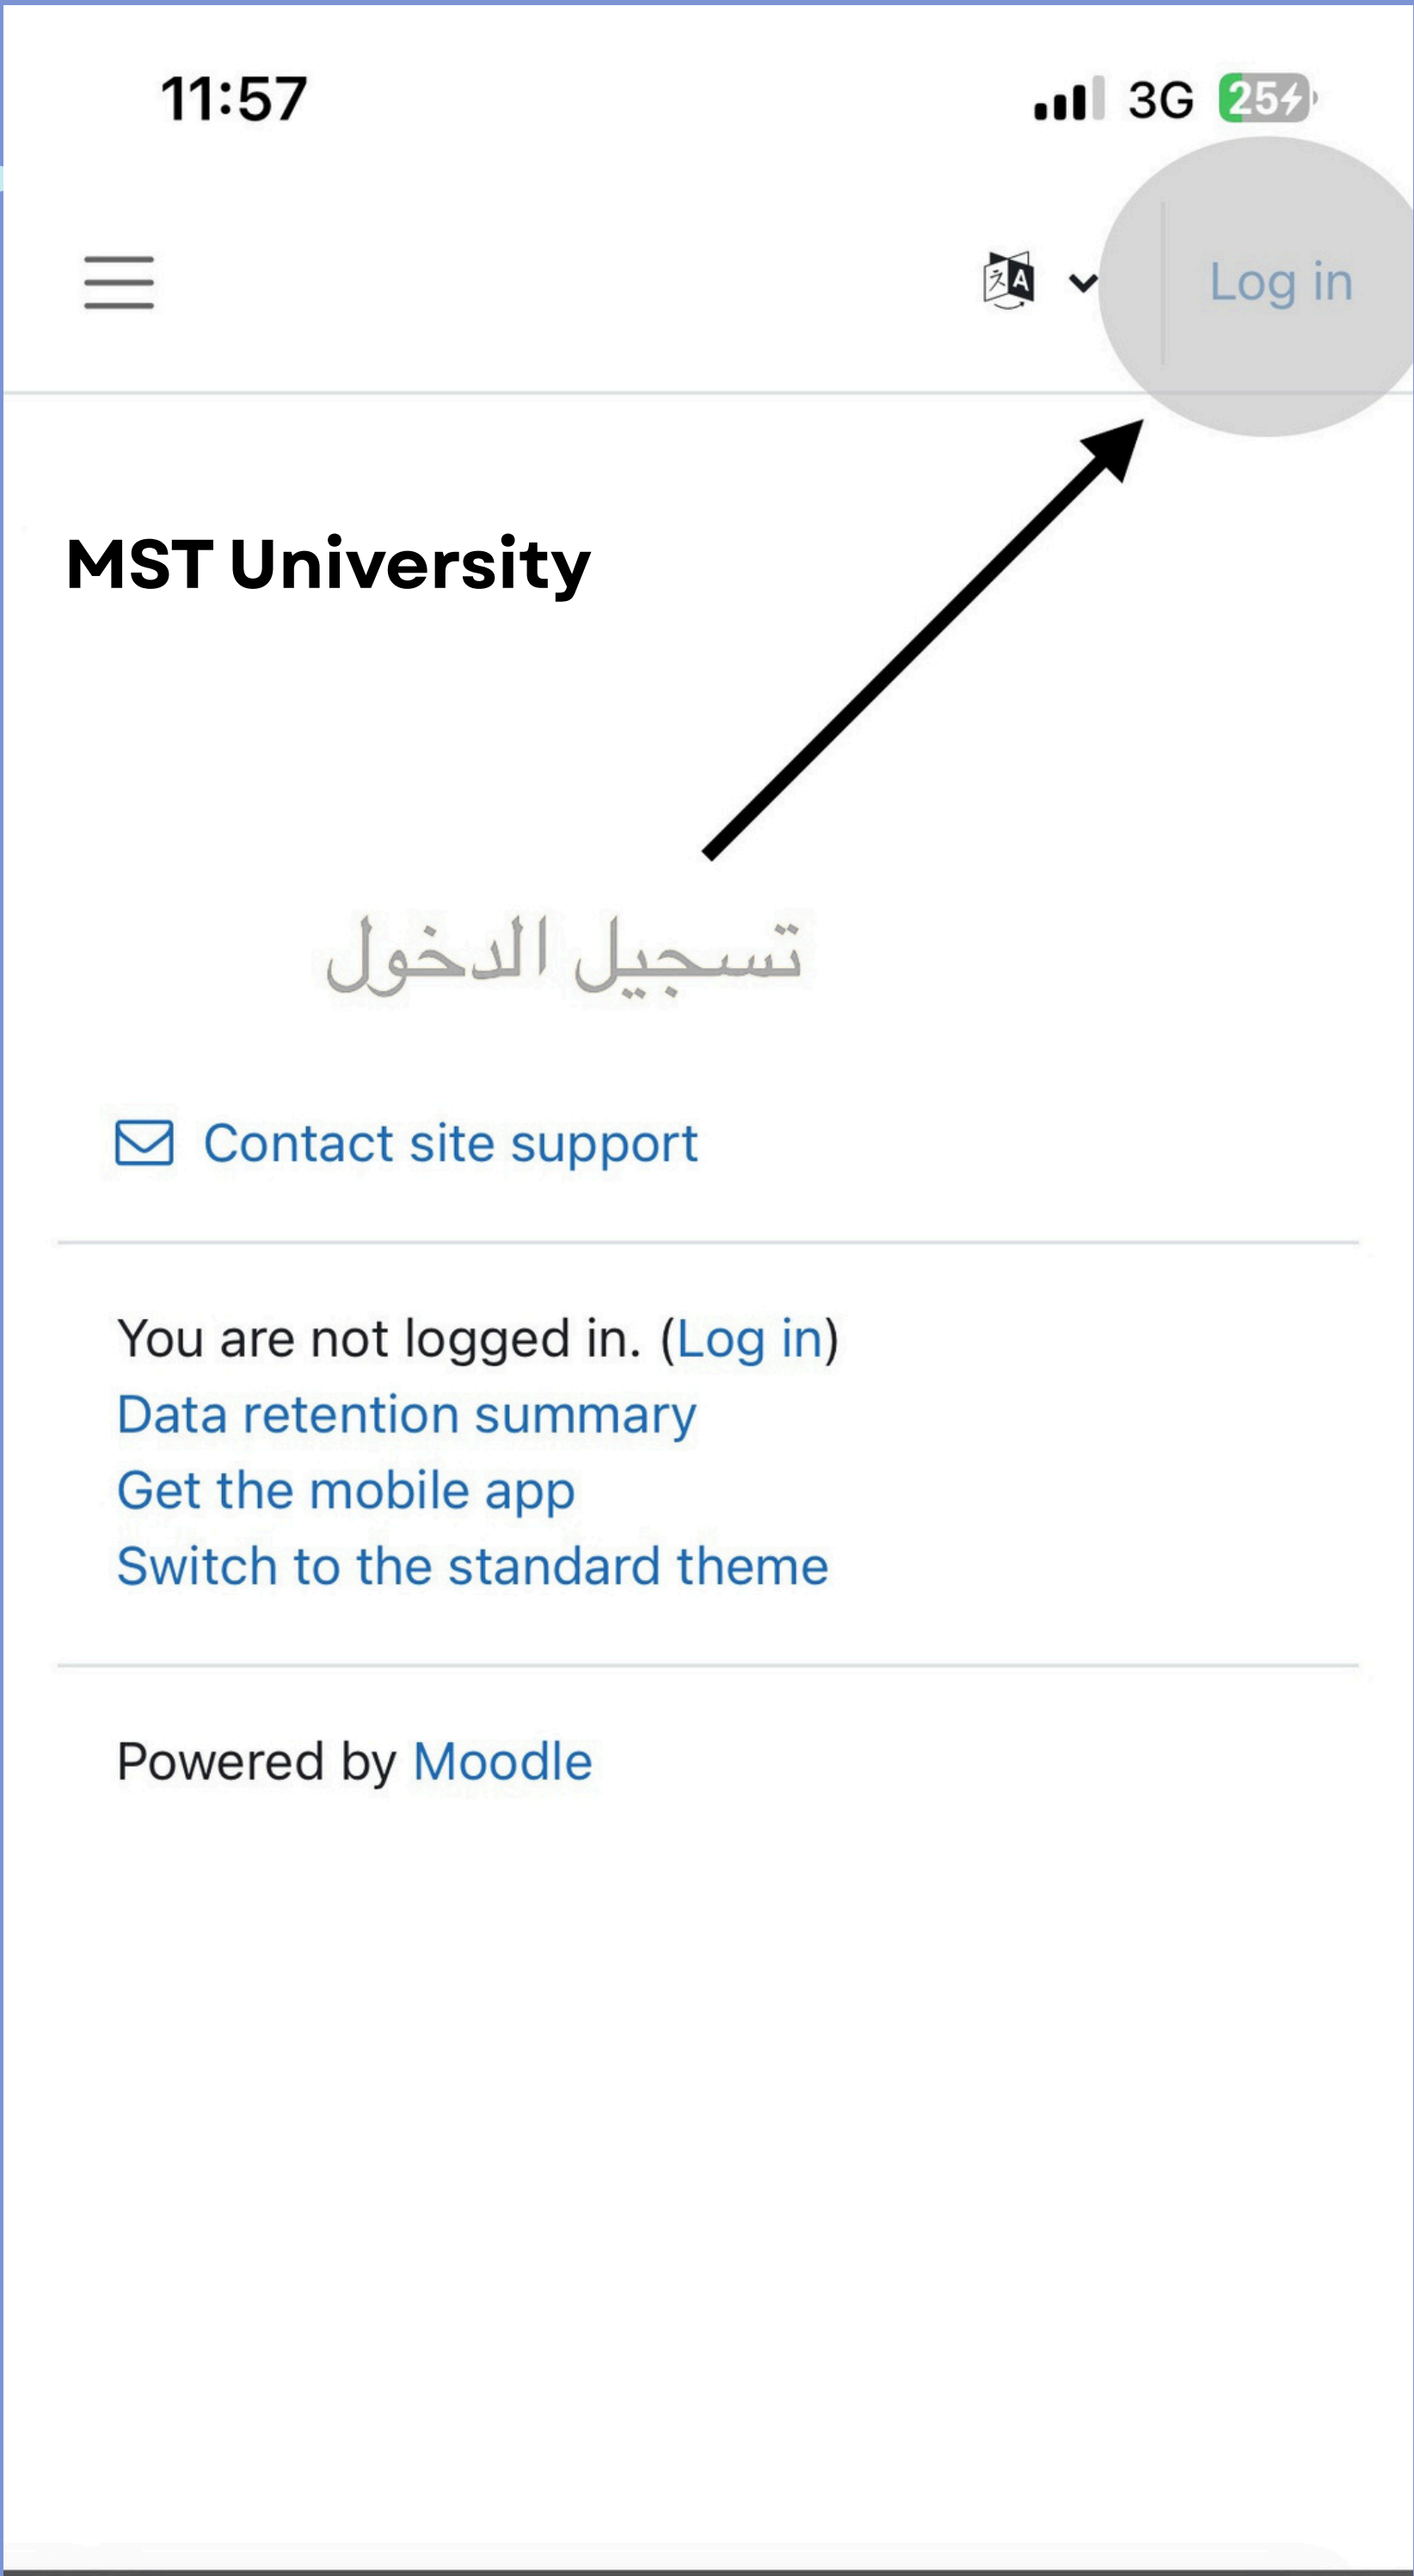 11:57 3G 25
Log in
MST University
تسجيل الدخول
Contact site support
You are not logged in. (Log in)
Data retention summary
Get the mobile app
Switch to the standard theme
Powered by Moodle